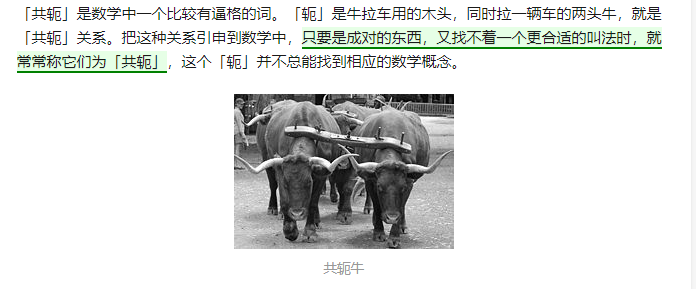 「共轭」是数学中一个比较有逼格的词。「轭」是牛拉车用的木头，同时拉一辆车的两头牛，就是
「共轭」关系。把这种关系引申到数学中，只要是成对的东西，又找不着一个更合适的叫法时，就
常常称它们为「共轭」，这个「轭」并不总能找到相应的数学概念。
共轭牛